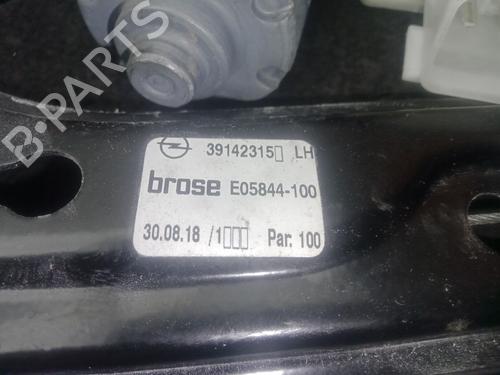 B-PARTS
39142315▯ LH
brose E05844-100
30.08.18 /1▯▯▯ Par. 100